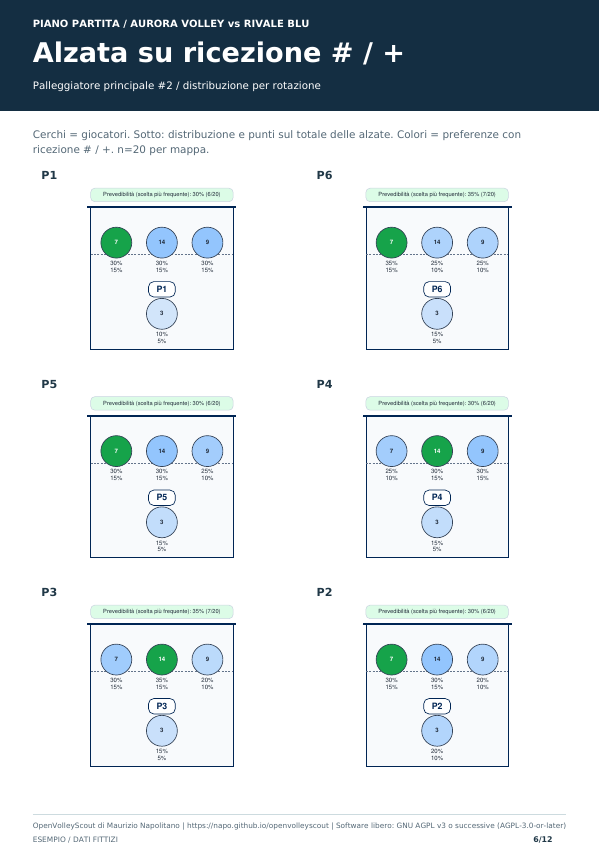 PIANO PARTITA / AURORA VOLLEY vs RIVALE BLU
Alzata su ricezione # / +
Palleggiatore principale #2 / distribuzione per rotazione
Cerchi = giocatori. Sotto: distribuzione e punti sul totale delle alzate. Colori = preferenze con
ricezione # / +. n=20 per mappa.
P1
Prevedibilità (scelta più frequente): 30% (6/20)
7 14 9
30% 30% 30%
15% 15% 15%
P1
3
10%
5%
P6
Prevedibilità (scelta più frequente): 35% (7/20)
7 14 9
35% 25% 25%
15% 10% 10%
P6
3
15%
5%
P5
Prevedibilità (scelta più frequente): 30% (6/20)
7 14 9
30% 30% 25%
15% 15% 10%
P5
3
15%
5%
P4
Prevedibilità (scelta più frequente): 30% (6/20)
7 14 9
25% 30% 30%
10% 15% 15%
P4
3
15%
5%
P3
Prevedibilità (scelta più frequente): 35% (7/20)
7 14 9
30% 35% 20%
15% 15% 10%
P3
3
15%
5%
P2
Prevedibilità (scelta più frequente): 30% (6/20)
7 14 9
30% 30% 20%
15% 15% 10%
P2
3
20%
10%
OpenVolleyScout di Maurizio Napolitano | https://napo.github.io/openvolleyscout | Software libero: GNU AGPL v3 o successive (AGPL-3.0-or-later)
ESEMPIO / DATI FITTIZI 6/12